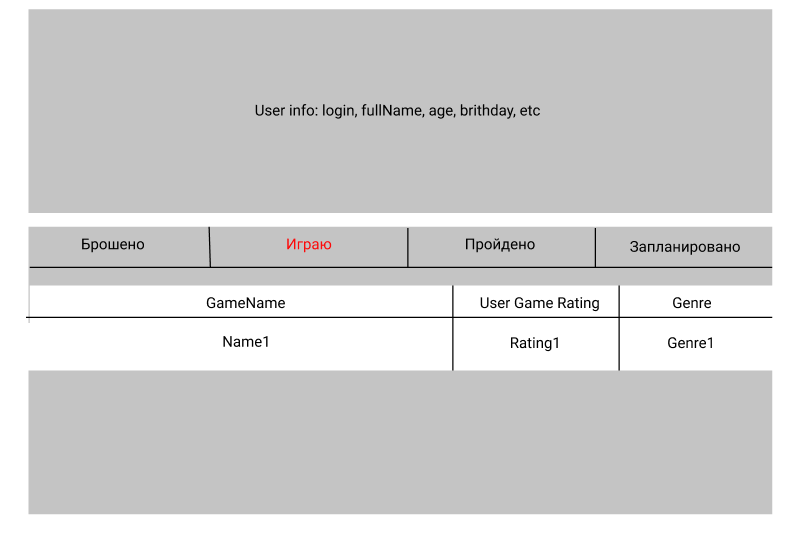 User info: login, fullName, age, brithday, etc
Брошено Играю Пройдено Запланировано
GameName User Game Rating Genre
Name1 Rating1 Genre1